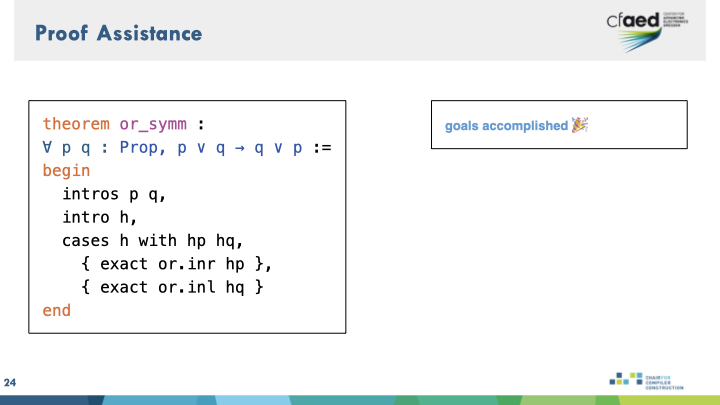 Proof Assistance
cfaed
CENTER FOR
ADVANCING
ELECTRONICS
DRESDEN
theorem or_symm :
∀ p q : Prop, p ∨ q → q ∨ p :=
begin
intros p q,
intro h,
cases h with hp hq,
{ exact or.inr hp },
{ exact or.inl hq }
end
goals accomplished 🎉
24
CHAIR FOR
COMPILER
CONSTRUCTION